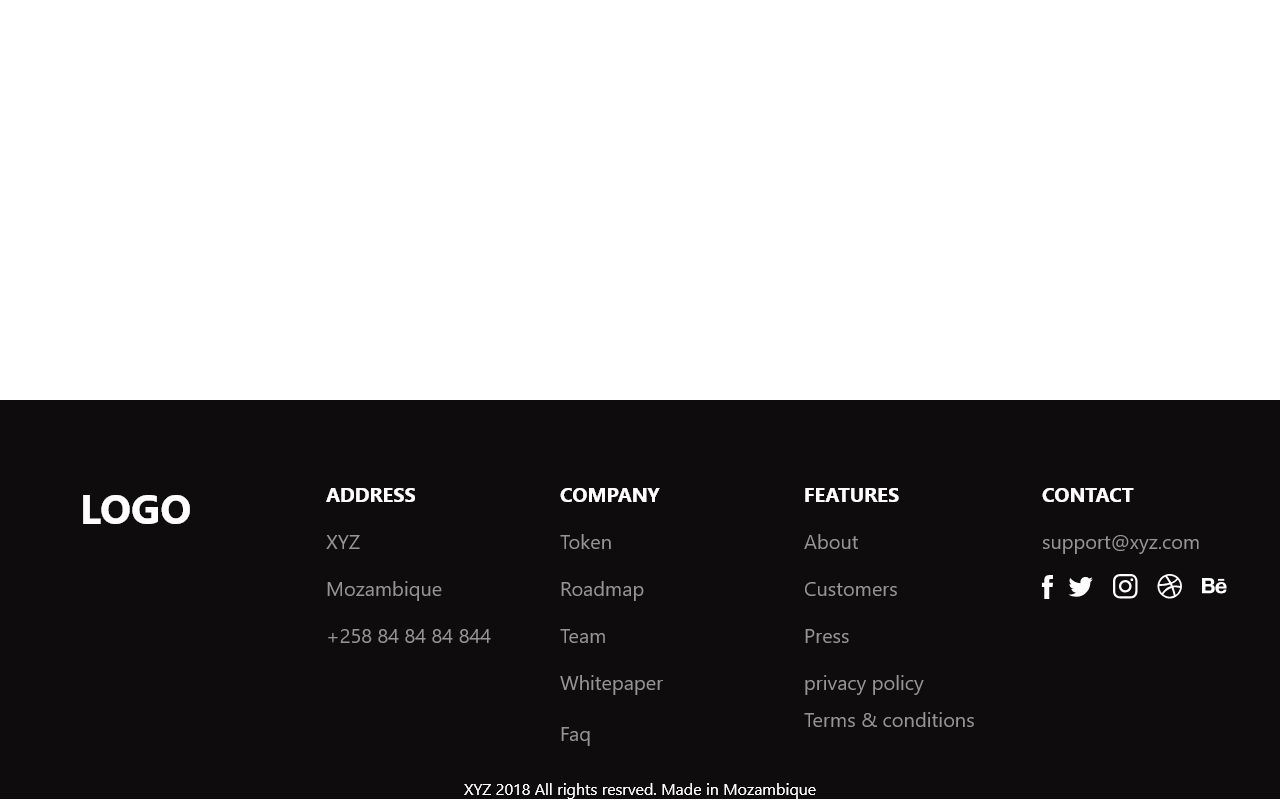 LOGO
ADDRESS
XYZ
Mozambique
+258 84 84 84 844
COMPANY
Token
Roadmap
Team
Whitepaper
Faq
FEATURES
About
Customers
Press
privacy policy
Terms & conditions
CONTACT
support@xyz.com
Bē
XYZ 2018 All rights resrved. Made in Mozambique